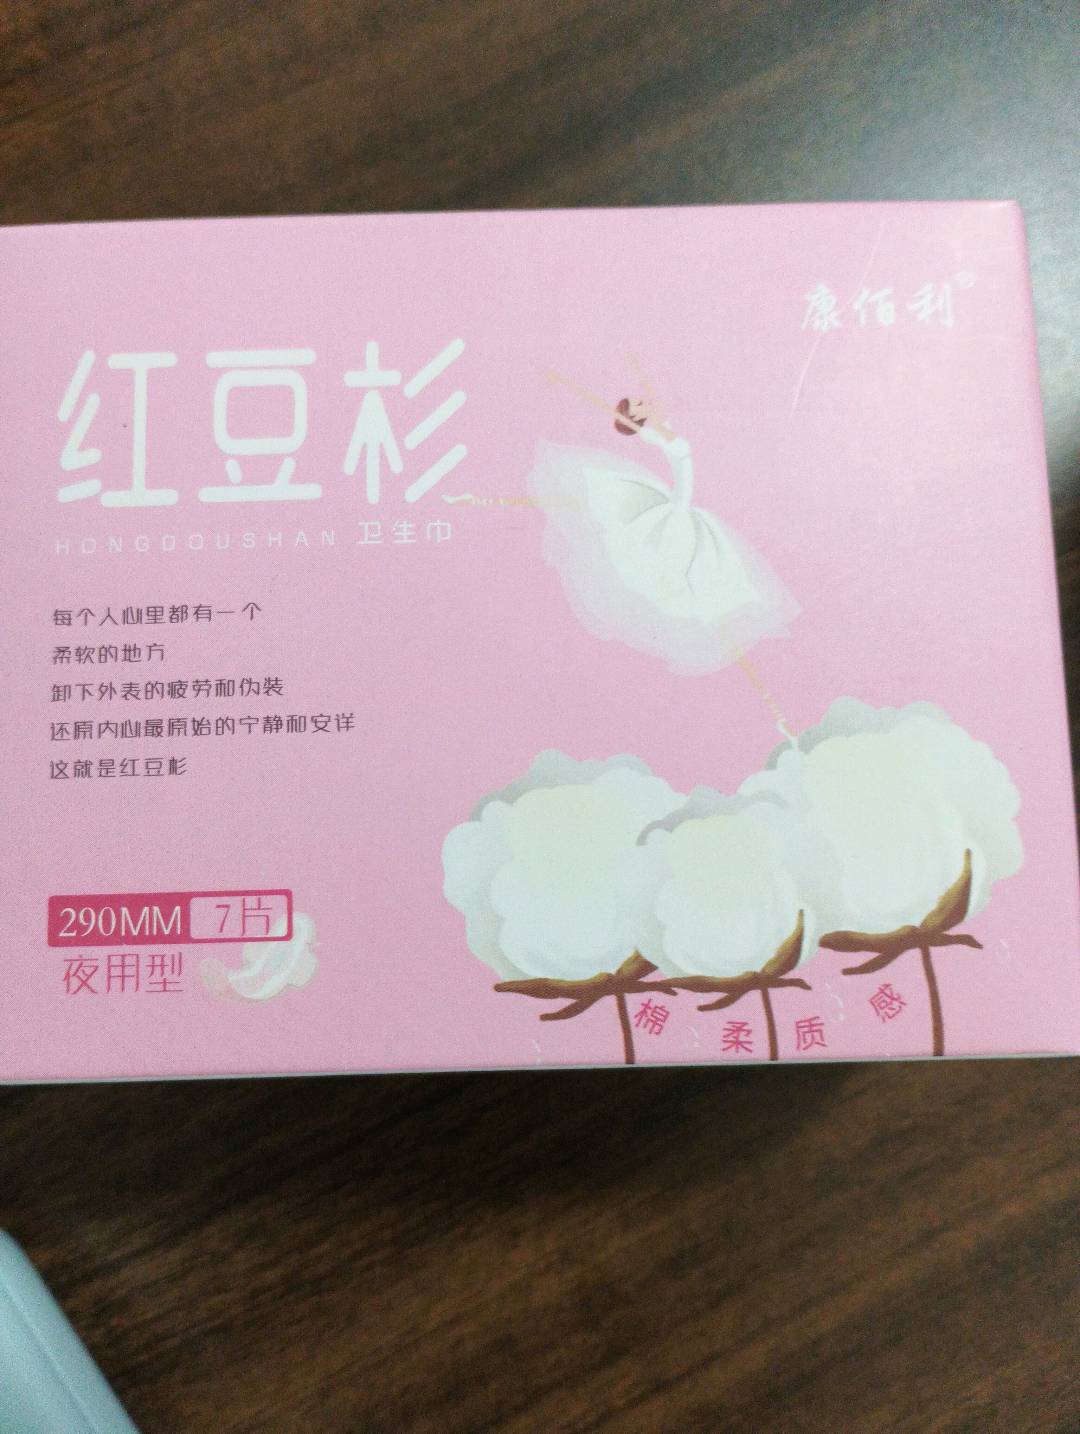 康佰利®
红豆杉
HONGDOUSHAN 卫生巾
每个人心里都有一个
柔软的地方
卸下外表的疲劳和伪装
还原内心最原始的宁静和安详
这就是红豆杉
290MM 7片
夜用型
棉柔质感